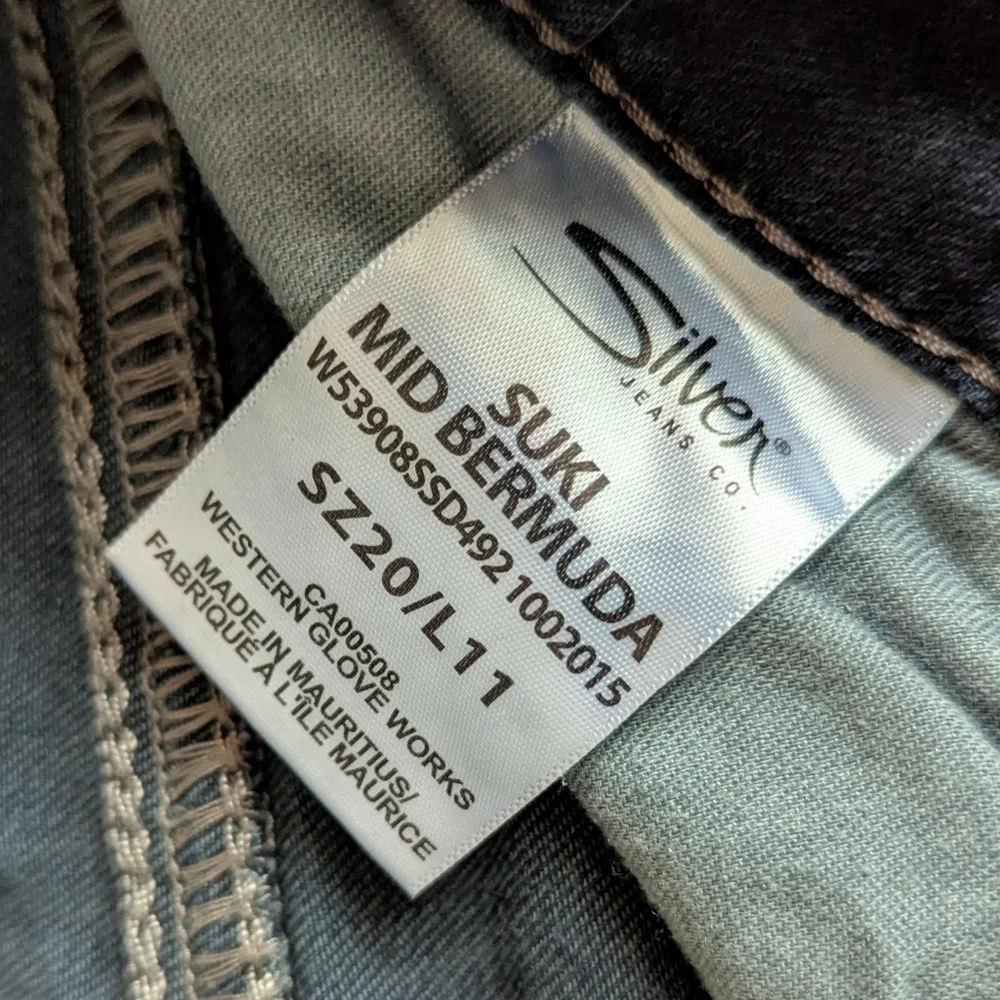 Silver®
JEANS CO.
SUKI
MID BERMUDA
W53908SSD492 1002015
SZ20/L11
CA00508
WESTERN GLOVE WORKS
MADE IN MAURITIUS/
FABRIQUÉ À L'ÎLE MAURICE